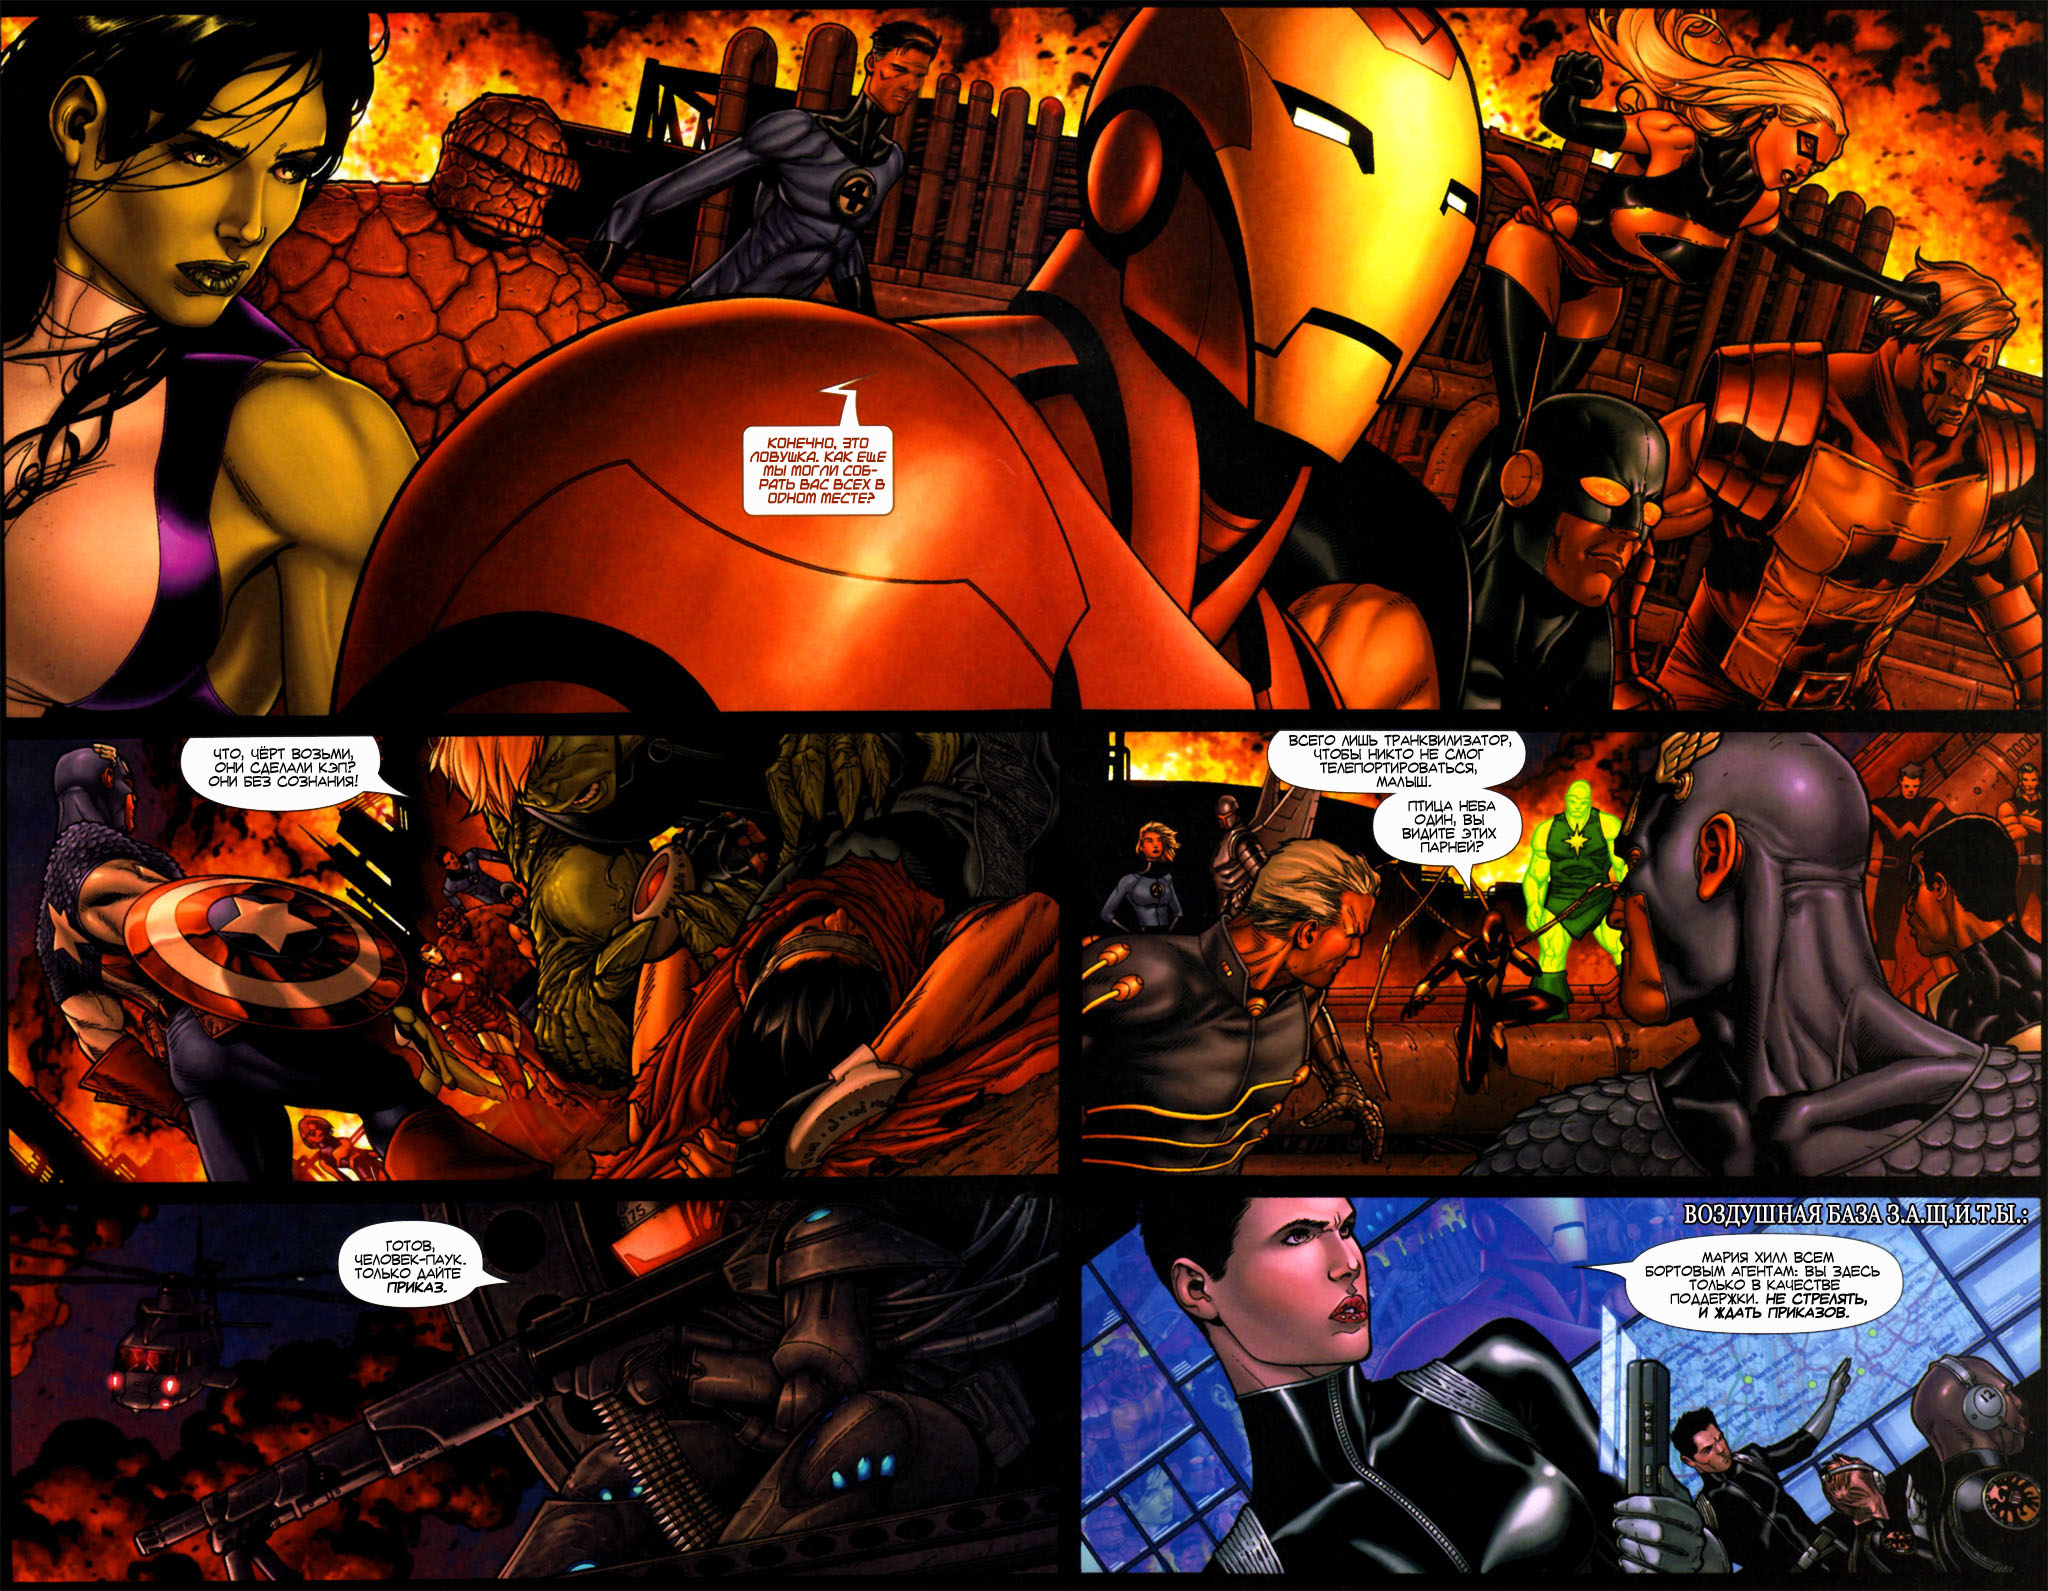 4
КОНЕЧНО, ЭТО
ЛОВУШКА. КАК ЕЩЕ
МЫ МОГЛИ СОБ-
РАТЬ ВАС ВСЕХ В
ОДНОМ МЕСТЕ?
ЧТО, ЧЁРТ ВОЗЬМИ,
ОНИ СДЕЛАЛИ КЭП?
ОНИ БЕЗ СОЗНАНИЯ!
ВСЕГО ЛИШЬ ТРАНКВИЛИЗАТОР,
ЧТОБЫ НИКТО НЕ СМОГ
ТЕЛЕПОРТИРОВАТЬСЯ,
МАЛЫШ.
ПТИЦА НЕБА
ОДИН, ВЫ
ВИДИТЕ ЭТИХ
ПАРНЕЙ?
ГОТОВ,
ЧЕЛОВЕК-ПАУК.
ТОЛЬКО ДАЙТЕ
ПРИКАЗ.
ВОЗДУШНАЯ БАЗА З.А.Щ.И.Т.Ы.:
МАРИЯ ХИЛЛ ВСЕМ
БОРТОВЫМ АГЕНТАМ: ВЫ ЗДЕСЬ
ТОЛЬКО В КАЧЕСТВЕ
ПОДДЕРЖКИ. НЕ СТРЕЛЯТЬ,
И ЖДАТЬ ПРИКАЗОВ.
12